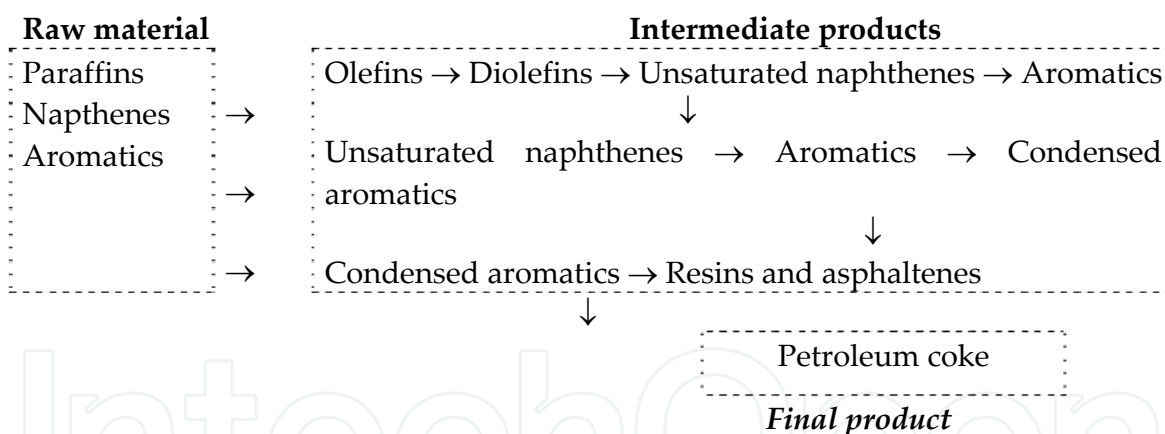 Raw material Intermediate products
Paraffins Olefins → Diolefins → Unsaturated naphthenes → Aromatics
Napthenes → ↓
Aromatics Unsaturated naphthenes → Aromatics → Condensed
→ aromatics
↓
→ Condensed aromatics → Resins and asphaltenes
↓
Petroleum coke
Final product
IntechOpen